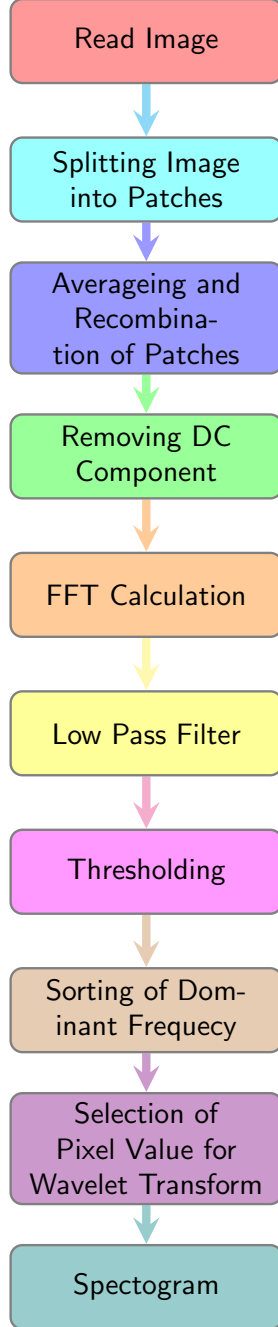 Read Image
Splitting Image
into Patches
Averageing and
Recombina-
tion of Patches
Removing DC
Component
FFT Calculation
Low Pass Filter
Thresholding
Sorting of Dom-
inant Frequecy
Selection of
Pixel Value for
Wavelet Transform
Spectogram